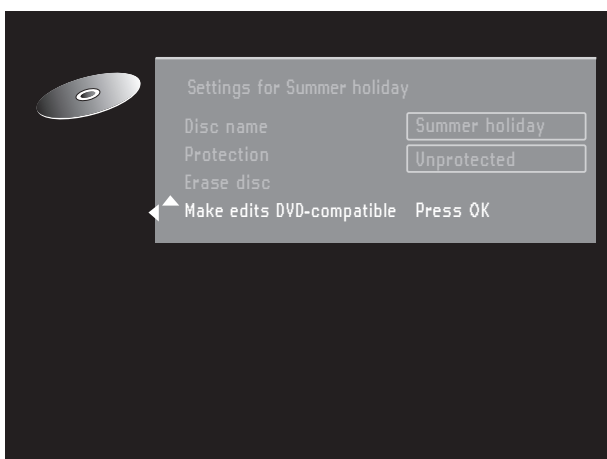 Settings for Summer holiday
Disc name Summer holiday
Protection Unprotected
Erase disc
Make edits DVD-compatible Press OK